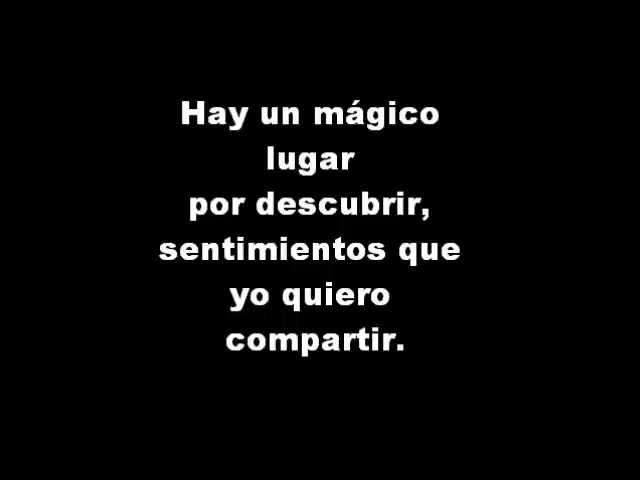 Hay un mágico
lugar
por descubrir,
sentimientos que
yo quiero
compartir.